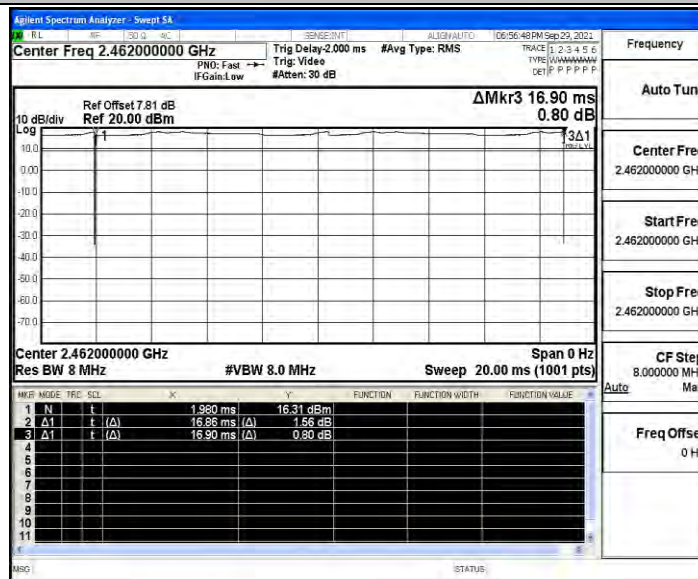 Agilent Spectrum Analyzer - Swept SA
RL RF 50 Ω AC SENSE:INT ALIGNAUTO 06:56:48 PM Sep 29, 2021
Center Freq 2.462000000 GHz
PNO: Fast
IFGain:Low
Trig Delay-2.000 ms
Trig: Video
#Atten: 30 dB
#Avg Type: RMS
TRACE 1 2 3 4 5 6
TYPE
DET P P P P P P
ΔMkr3 16.90 ms
0.80 dB
Ref Offset 7.81 dB
10 dB/div Ref 20.00 dBm
Log
1
3Δ1
10.0
0.00
-10.0
-20.0
-30.0
-40.0
-50.0
-60.0
-70.0
Center 2.462000000 GHz Span 0 Hz
Res BW 8 MHz #VBW 8.0 MHz Sweep 20.00 ms (1001 pts)
MKR MODE TRC SCL X Y FUNCTION FUNCTION WIDTH FUNCTION VALUE
1 N t 1.980 ms 16.31 dBm
2 Δ1 t (Δ) 16.86 ms (Δ) 1.56 dB
3 Δ1 t (Δ) 16.90 ms (Δ) 0.80 dB
4
5
6
7
8
9
10
11
MSG STATUS
Frequency
Auto Tun
Center Fre
2.462000000 GH
Start Fre
2.462000000 GH
Stop Fre
2.462000000 GH
CF Step
8.000000 MH
Auto Ma
Freq Offse
0 H